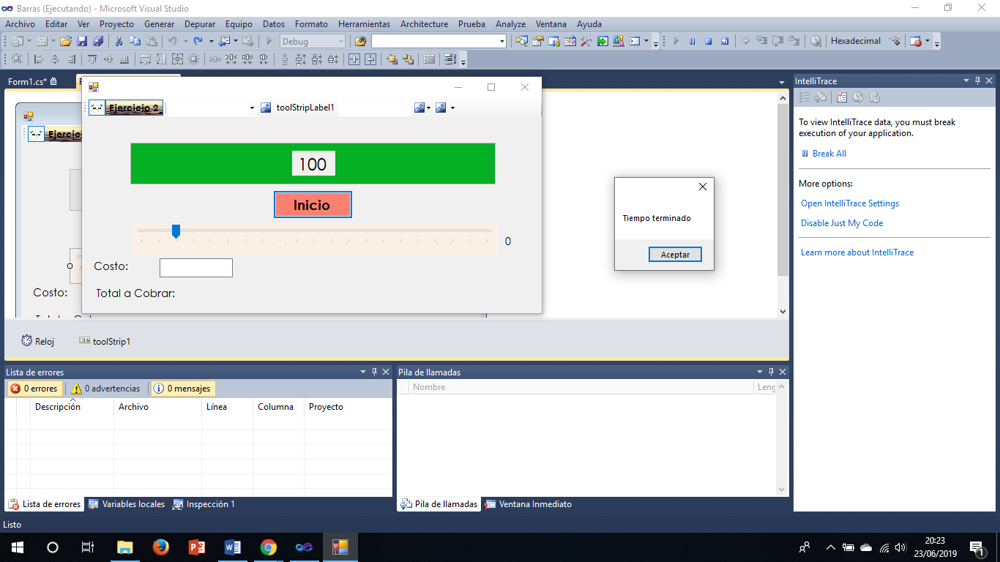 Barras (Ejecutando) - Microsoft Visual Studio
Archivo Editar Ver Proyecto Generar Depurar Equipo Datos Formato Herramientas Architecture Prueba Analyze Ventana Ayuda
Debug
Hexadecimal
Form1.cs*
Ejercicio 2
toolStripLabel1
100
Inicio
0
Costo:
Total a Cobrar:
Costo:
Tiempo terminado
Aceptar
Reloj
toolStrip1
IntelliTrace
To view IntelliTrace data, you must break
execution of your application.
Break All
More options:
Open IntelliTrace Settings
Disable Just My Code
Learn more about IntelliTrace
Lista de errores
0 errores
0 advertencias
0 mensajes
Descripción Archivo Línea Columna Proyecto
Lista de errores Variables locales Inspección 1
Pila de llamadas
Nombre Leng
Pila de llamadas Ventana Inmediato
Listo
20:23
23/06/2019
1